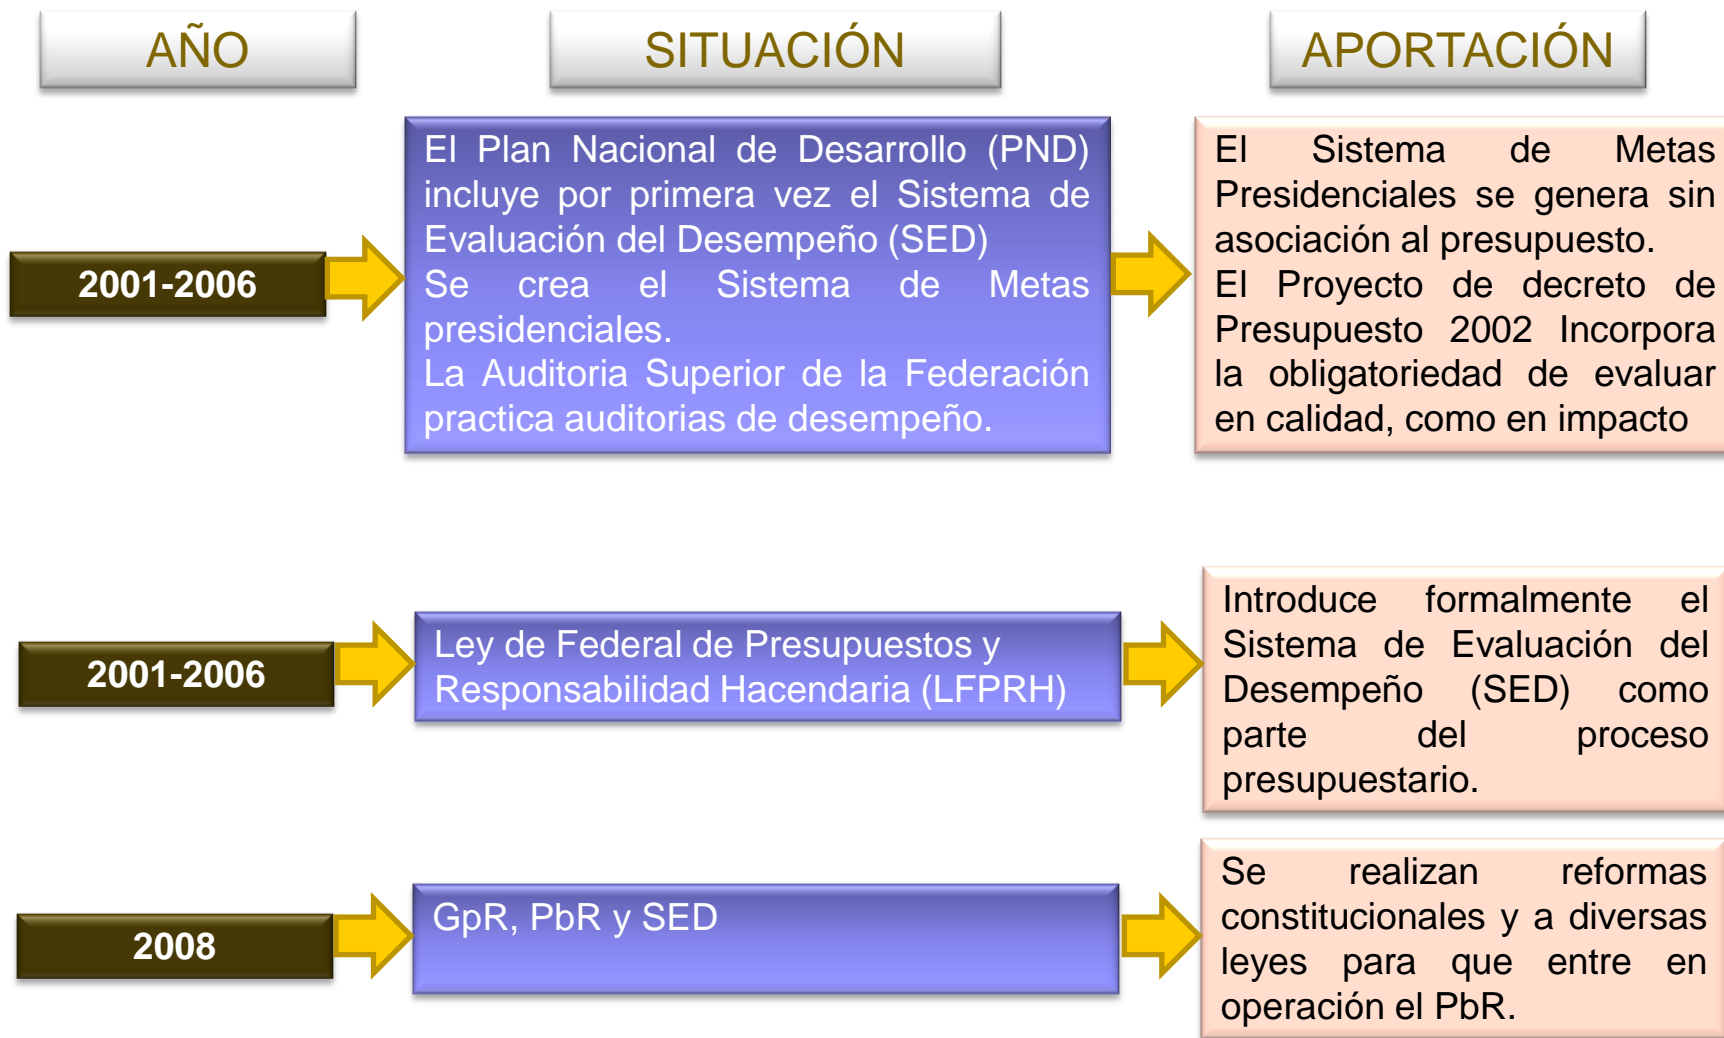 AÑO
SITUACIÓN
APORTACIÓN
2001-2006
El Plan Nacional de Desarrollo (PND)
incluye por primera vez el Sistema de
Evaluación del Desempeño (SED)
Se crea el Sistema de Metas
presidenciales.
La Auditoria Superior de la Federación
practica auditorias de desempeño.
El Sistema de Metas
Presidenciales se genera sin
asociación al presupuesto.
El Proyecto de decreto de
Presupuesto 2002 Incorpora
la obligatoriedad de evaluar
en calidad, como en impacto
2001-2006
Ley de Federal de Presupuestos y
Responsabilidad Hacendaria (LFPRH)
Introduce formalmente el
Sistema de Evaluación del
Desempeño (SED) como
parte del proceso
presupuestario.
2008
GpR, PbR y SED
Se realizan reformas
constitucionales y a diversas
leyes para que entre en
operación el PbR.